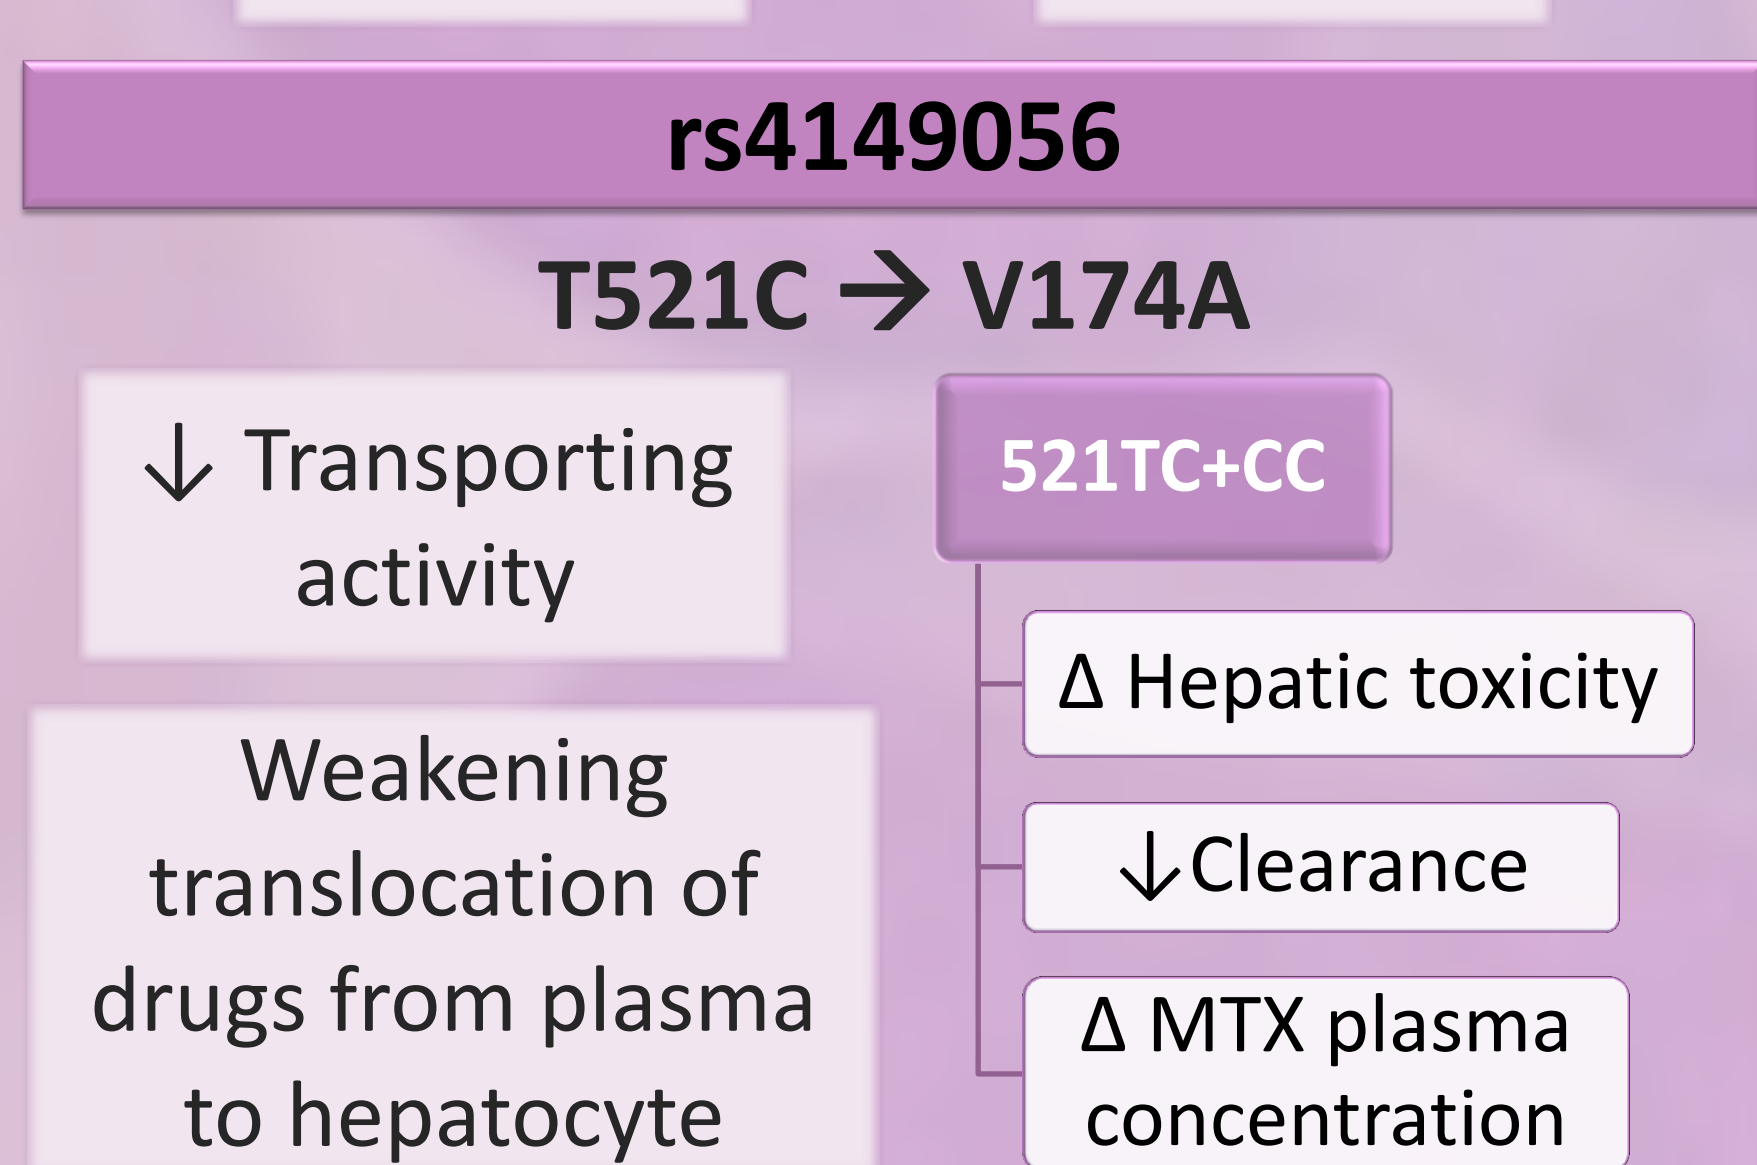 rs4149056
T521C → V174A
↓ Transporting
activity
Weakening
translocation of
drugs from plasma
to hepatocyte
521TC+CC
Δ Hepatic toxicity
↓Clearance
Δ MTX plasma
concentration